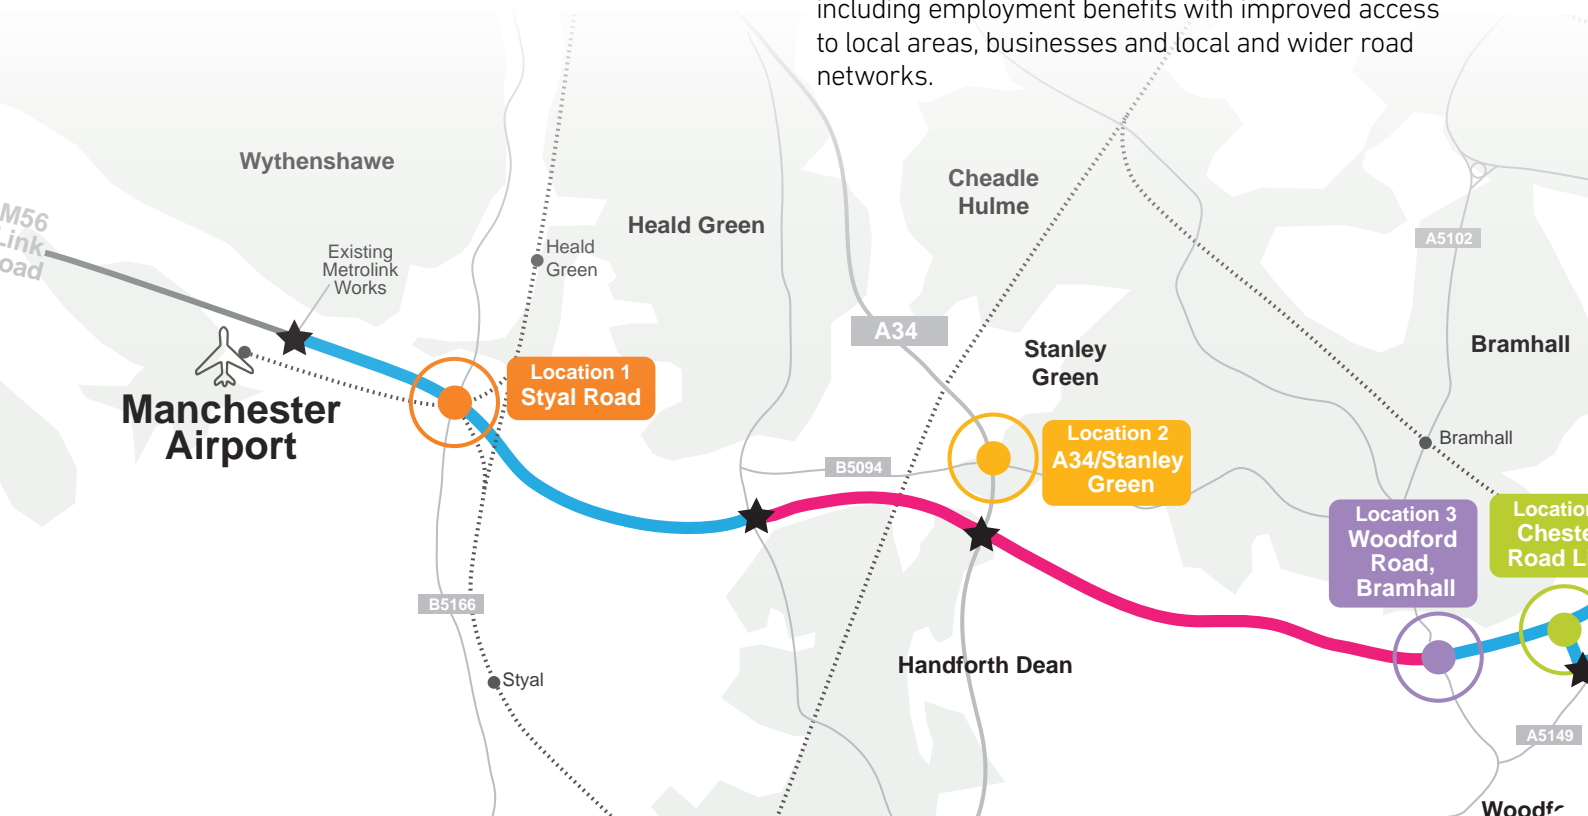 including employment benefits with improved access
to local areas, businesses and local and wider road
networks.
Wythenshawe
Cheadle
Hulme
M56
Link
Heald Green
A5102
Existing
Metrolink
Works
Heald
Green
A34
Stanley
Green
Bramhall
Location 1
Styal Road
Manchester
Airport
Location 2
A34/Stanley
Green
Bramhall
B5094
Location 3
Woodford
Road,
Bramhall
Location
Road
B5166
Handforth Dean
Styal
A5149